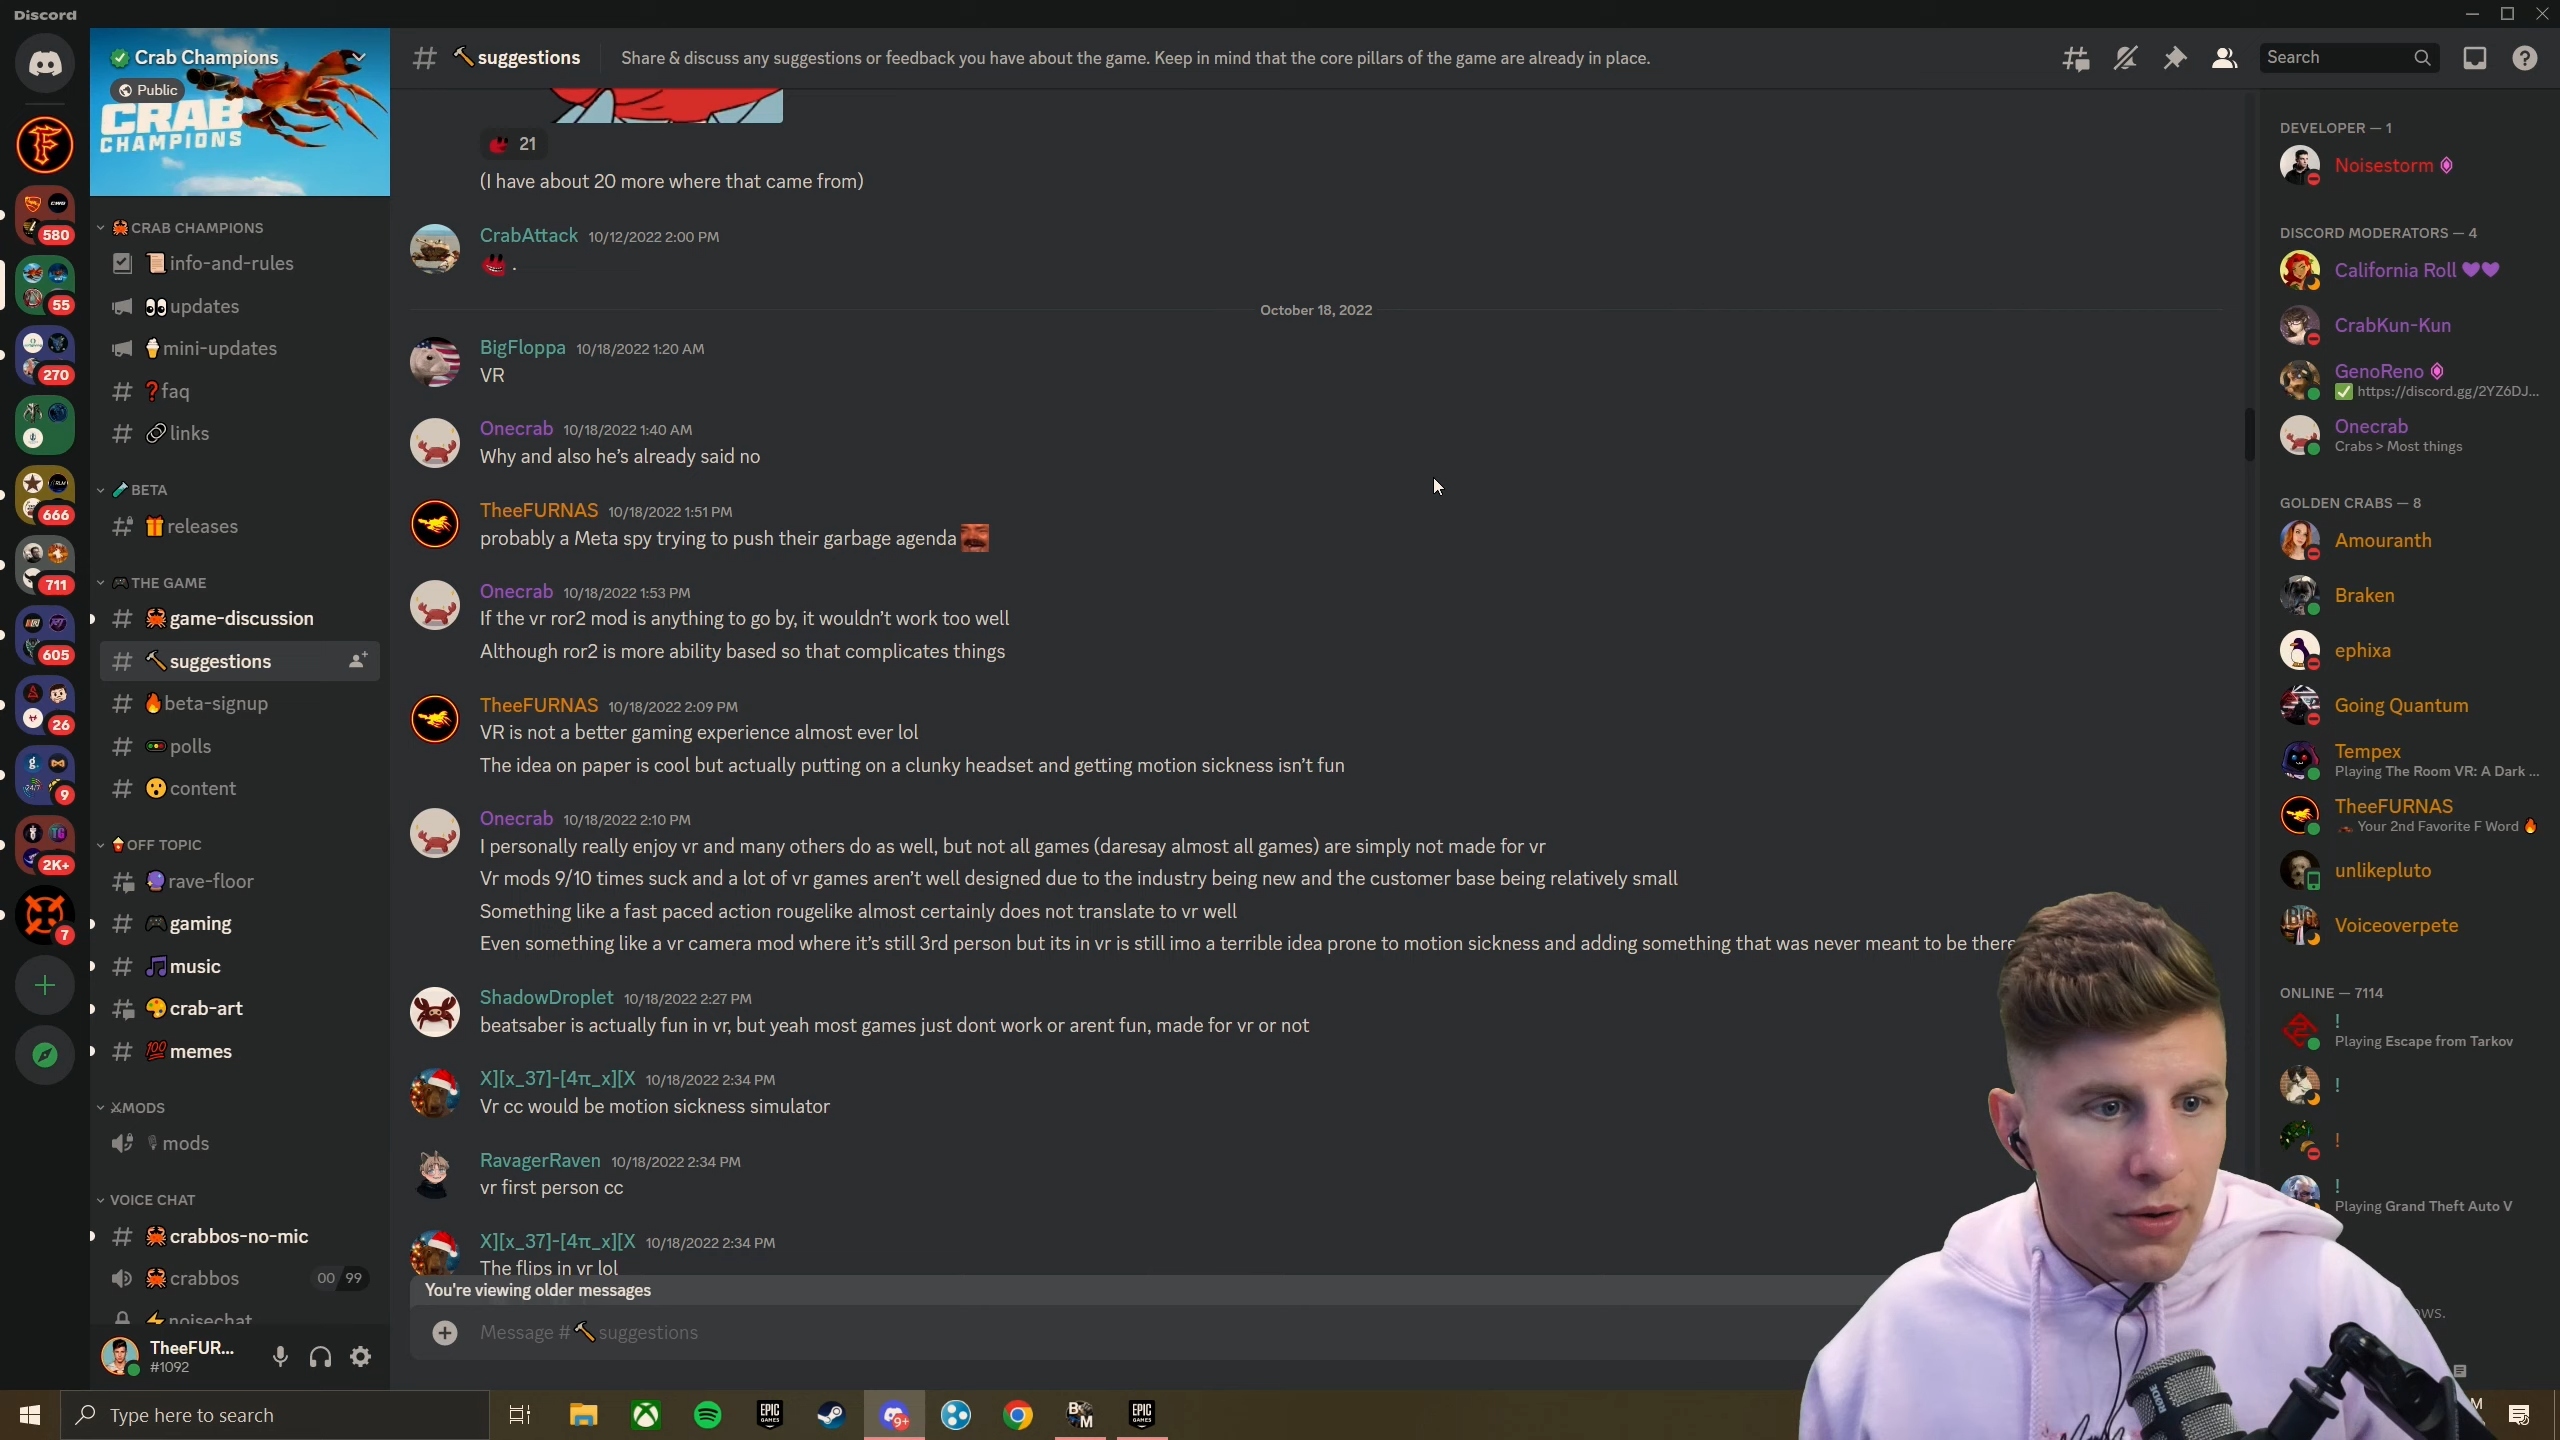 Discord
Crab Champions
Public
CRAB
CHAMPIONS
CRAB CHAMPIONS
info-and-rules
updates
mini-updates
faq
links
BETA
releases
THE GAME
game-discussion
suggestions
beta-signup
polls
content
OFF TOPIC
rave-floor
gaming
music
crab-art
memes
MODS
mods
VOICE CHAT
crabbos-no-mic
crabbos 00 99
noisechat
TheeFUR...
#1092
580
55
270
666
711
605
26
9
2K+
7
suggestions
Share & discuss any suggestions or feedback you have about the game. Keep in mind that the core pillars of the game are already in place.
Search
21
(I have about 20 more where that came from)
CrabAttack 10/12/2022 2:00 PM
.
October 18, 2022
BigFloppa 10/18/2022 1:20 AM
VR
Onecrab 10/18/2022 1:40 AM
Why and also he's already said no
TheeFURNAS 10/18/2022 1:51 PM
probably a Meta spy trying to push their garbage agenda
Onecrab 10/18/2022 1:53 PM
If the vr ror2 mod is anything to go by, it wouldn't work too well
Although ror2 is more ability based so that complicates things
TheeFURNAS 10/18/2022 2:09 PM
VR is not a better gaming experience almost ever lol
The idea on paper is cool but actually putting on a clunky headset and getting motion sickness isn't fun
Onecrab 10/18/2022 2:10 PM
I personally really enjoy vr and many others do as well, but not all games (daresay almost all games) are simply not made for vr
Vr mods 9/10 times suck and a lot of vr games aren't well designed due to the industry being new and the customer base being relatively small
Something like a fast paced action rougelike almost certainly does not translate to vr well
Even something like a vr camera mod where it's still 3rd person but its in vr is still imo a terrible idea prone to motion sickness and adding something that was never meant to be there
ShadowDroplet 10/18/2022 2:27 PM
beatsaber is actually fun in vr, but yeah most games just dont work or arent fun, made for vr or not
X][x_37]-[4π_x][X 10/18/2022 2:34 PM
Vr cc would be motion sickness simulator
RavagerRaven 10/18/2022 2:34 PM
vr first person cc
X][x_37]-[4π_x][X 10/18/2022 2:34 PM
The flips in vr lol
You're viewing older messages
Message # suggestions
DEVELOPER — 1
Noisestorm
DISCORD MODERATORS — 4
California Roll
CrabKun-Kun
GenoReno
https://discord.gg/2YZ6DJ...
Onecrab
Crabs > Most things
GOLDEN CRABS — 8
Amouranth
Braken
ephixa
Going Quantum
Tempex
Playing The Room VR: A Dark ...
TheeFURNAS
Your 2nd Favorite F Word
unlikepluto
Voiceoverpete
ONLINE — 7114
!
Playing Escape from Tarkov
!
!
!
Playing Grand Theft Auto V
Type here to search
EPIC
GAMES
9+
EPIC
GAMES
RODE